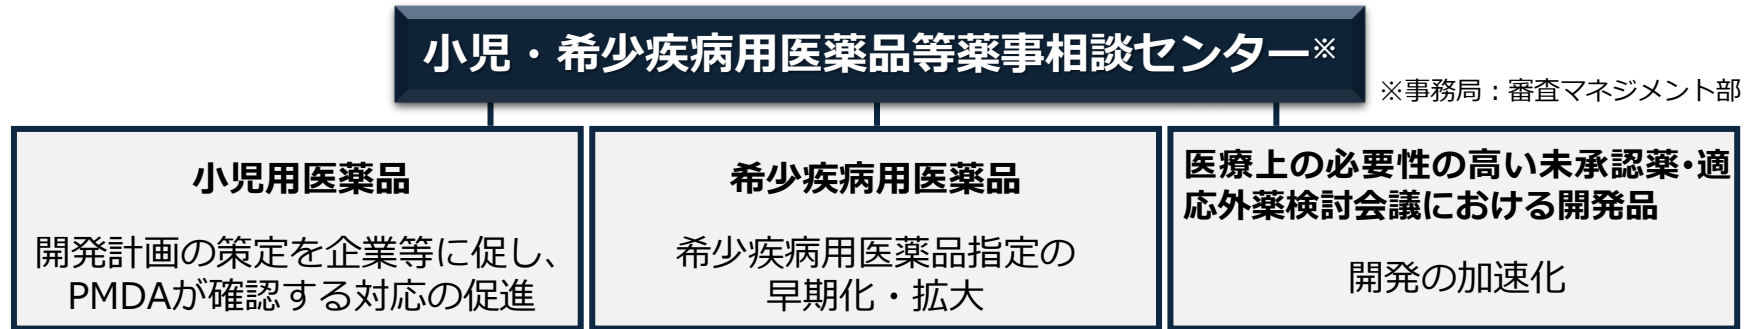 小児・希少疾病用医薬品等薬事相談センター※
※事務局：審査マネジメント部
小児用医薬品
開発計画の策定を企業等に促し、
PMDAが確認する対応の促進
希少疾病用医薬品
希少疾病用医薬品指定の
早期化・拡大
医療上の必要性の高い未承認薬・適
応外薬検討会議における開発品
開発の加速化